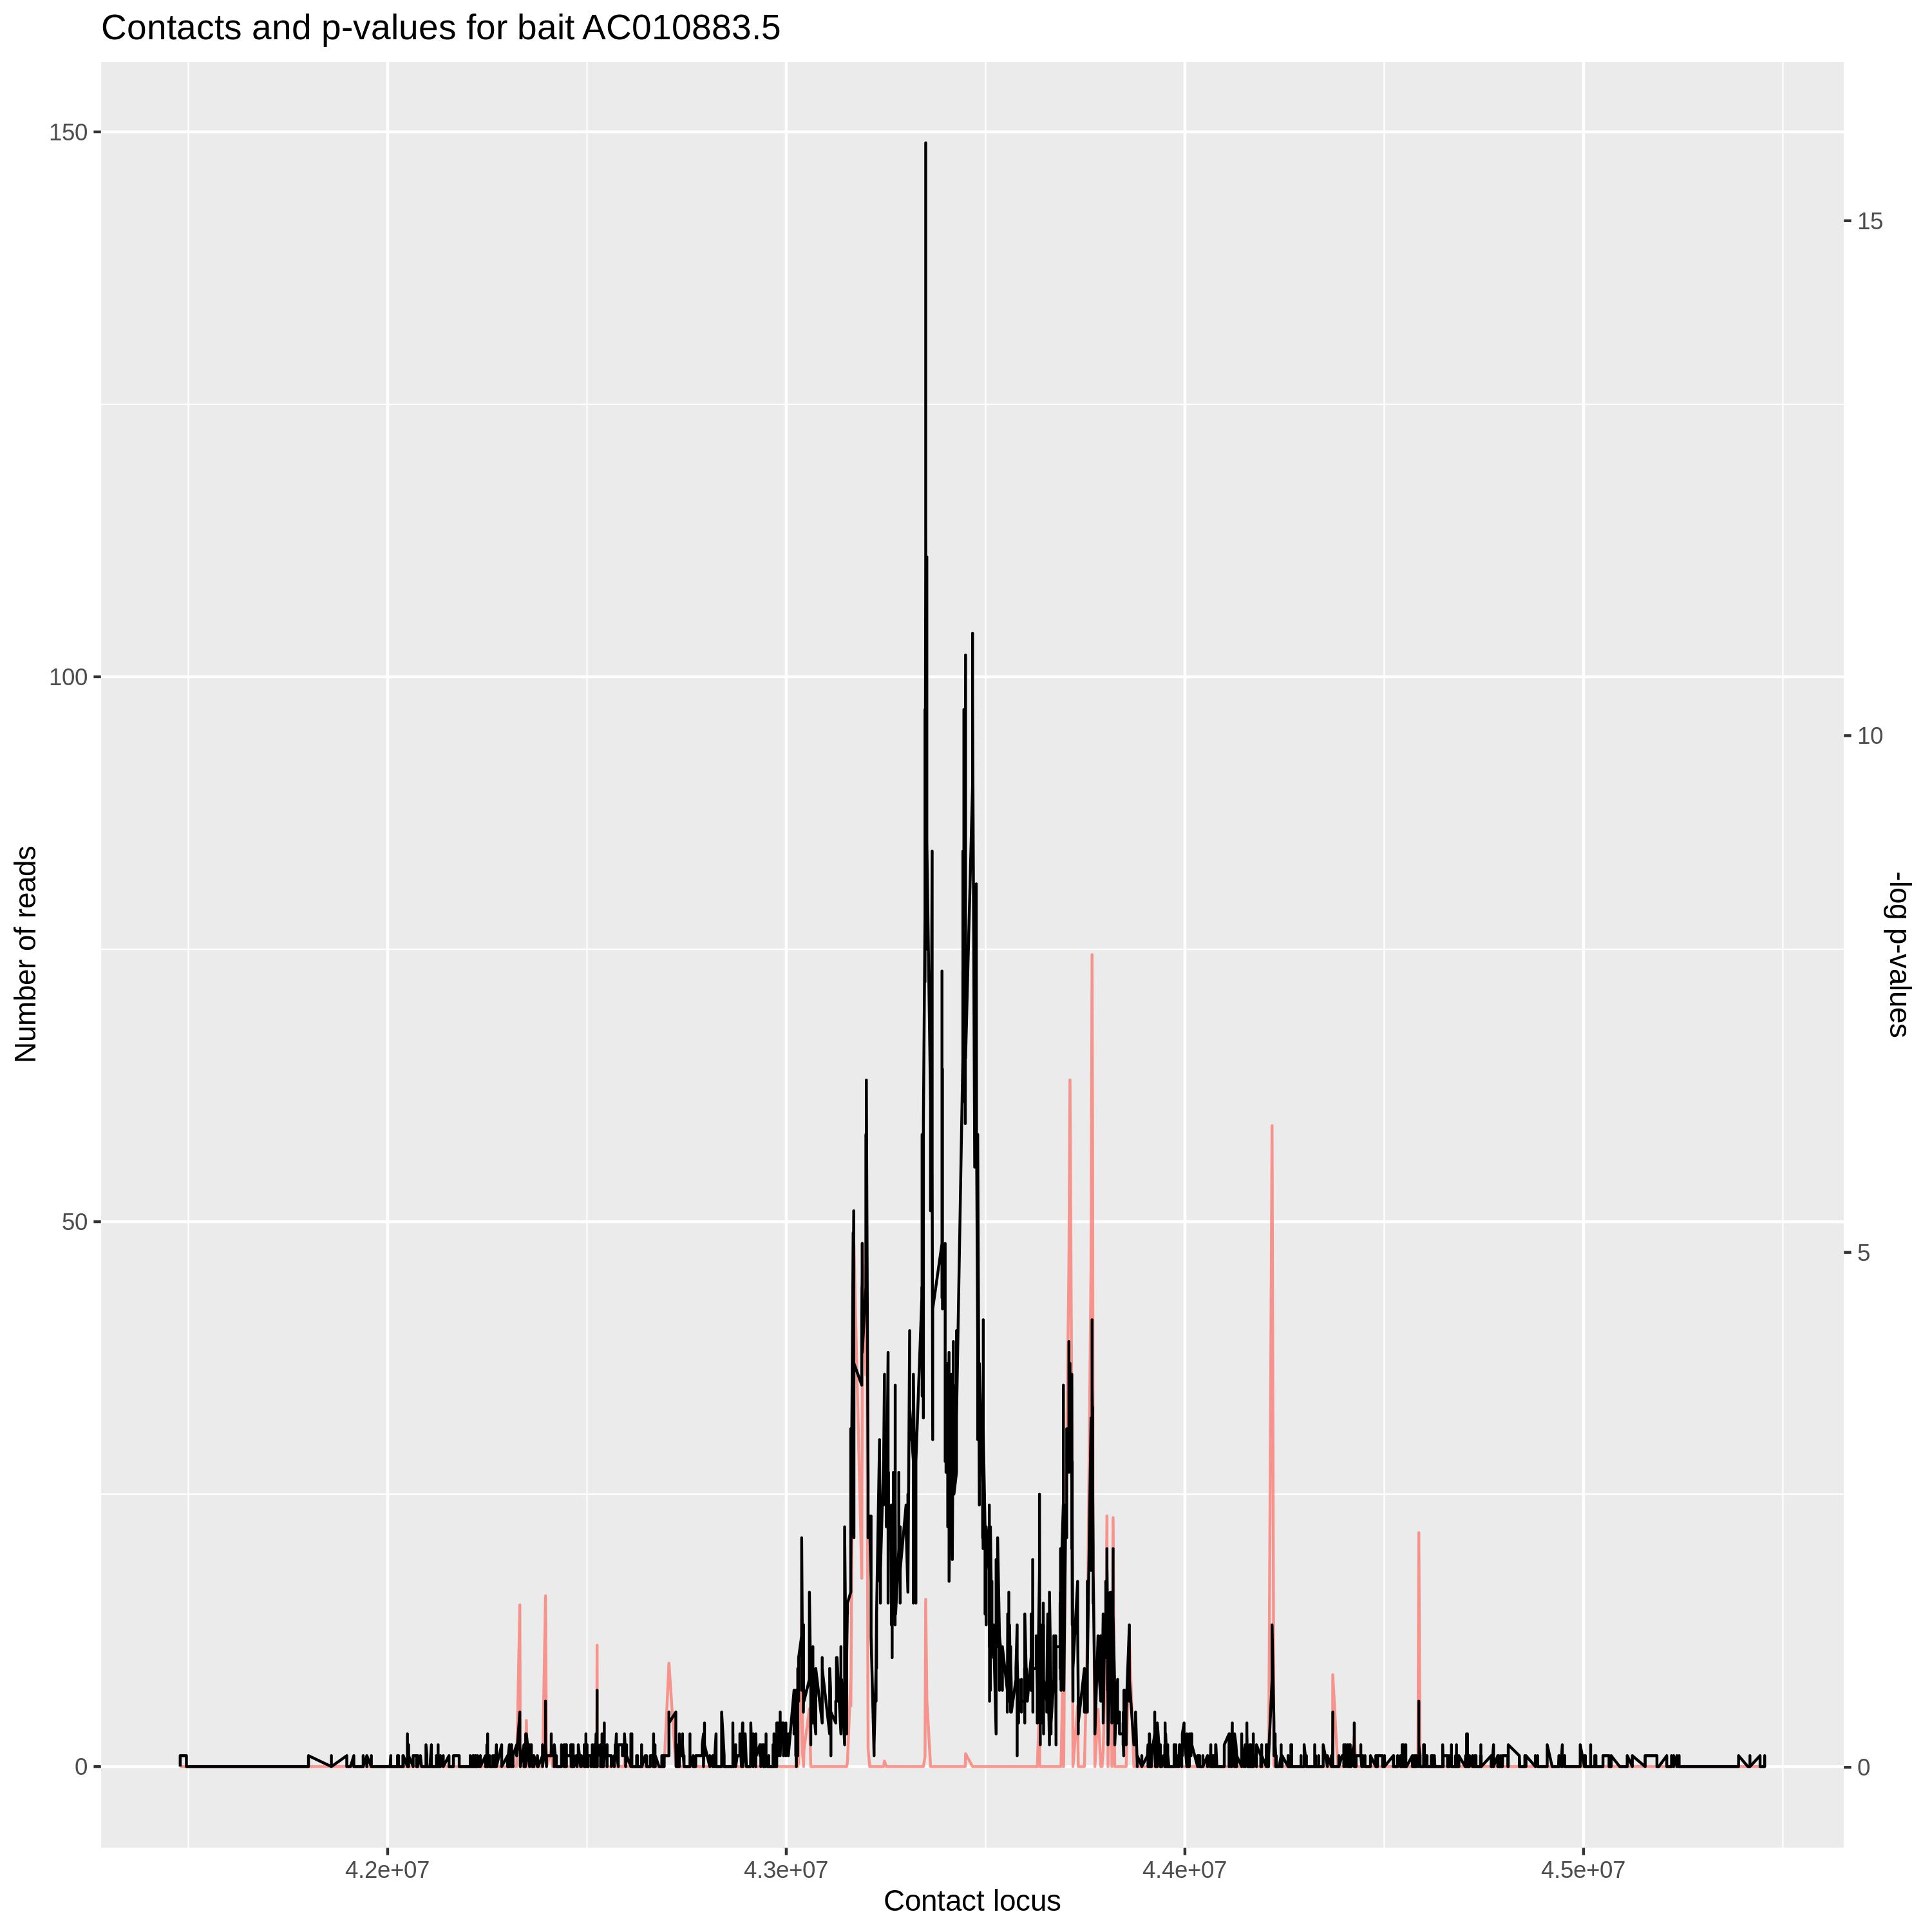 Contacts and p-values for bait AC010883.5
150
100
50
0
Number of reads
15
10
5
0
-log p-values
4.2e+07
4.3e+07
4.4e+07
4.5e+07
Contact locus